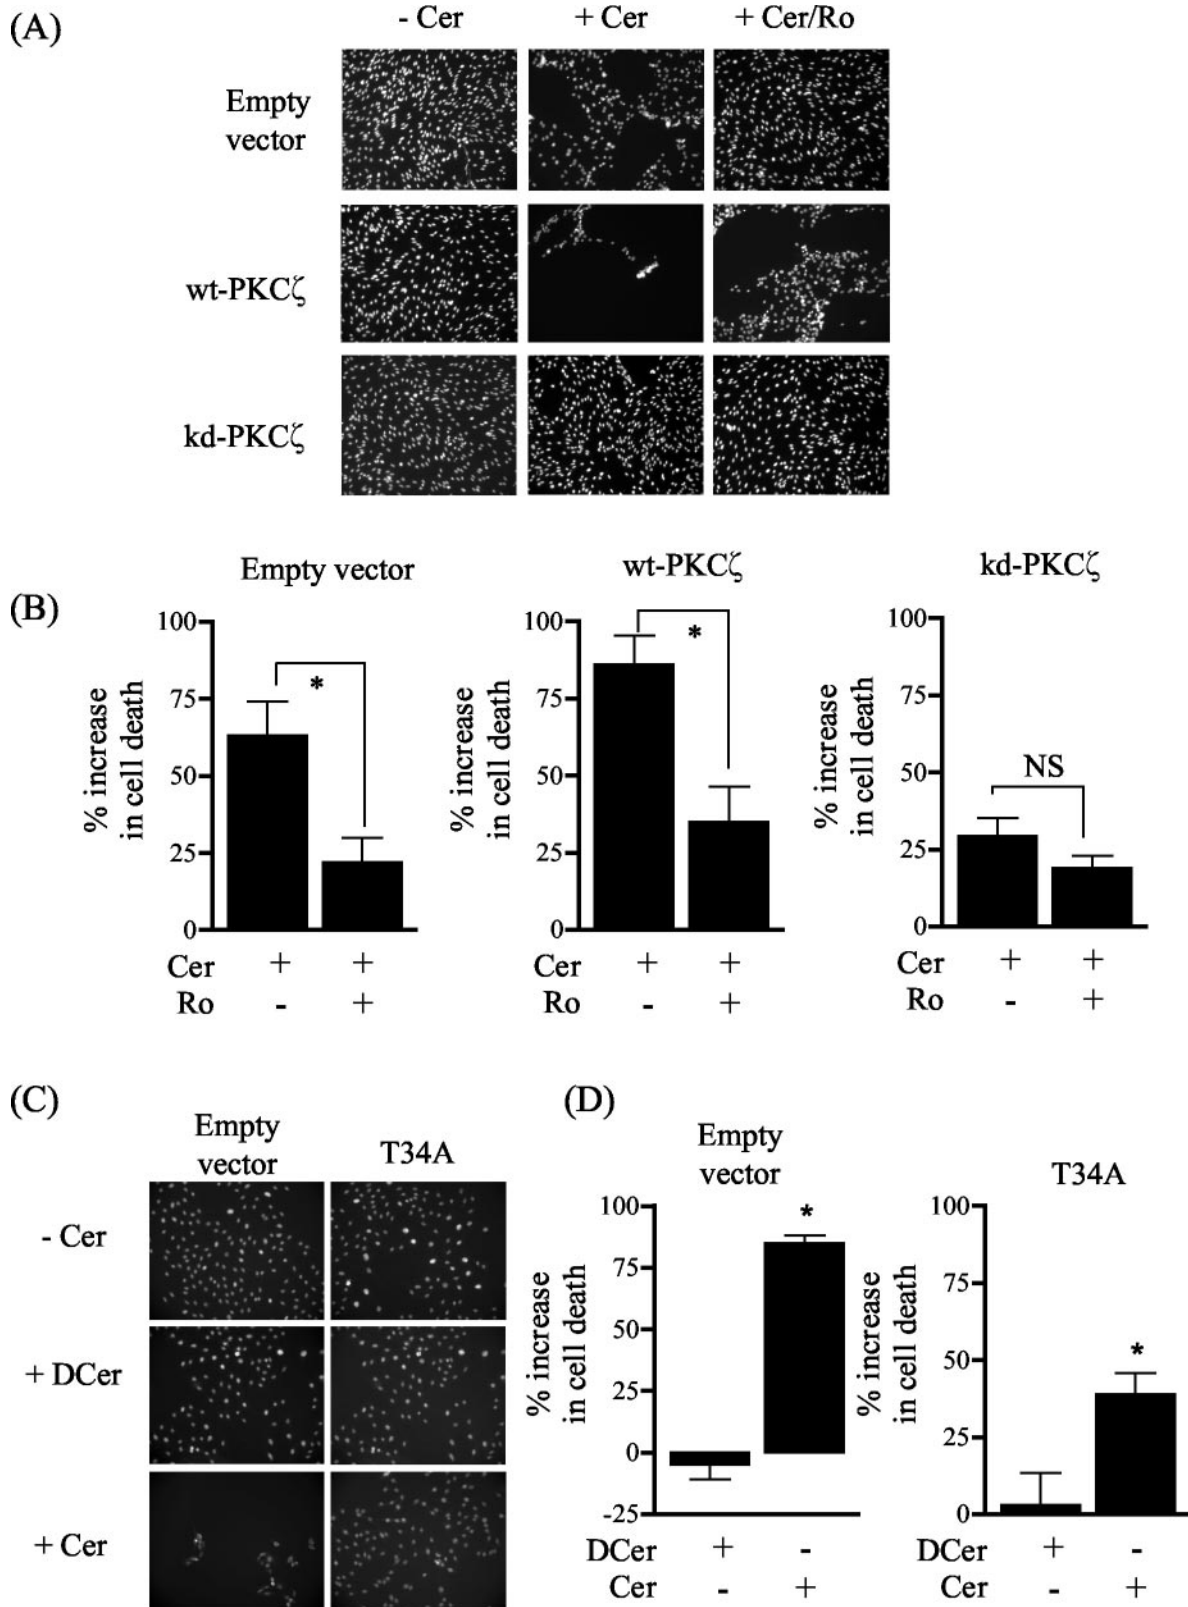 (A)
- Cer + Cer + Cer/Ro
Empty
vector
wt-PKCζ
kd-PKCζ
(B)
Empty vector wt-PKCζ kd-PKCζ
% increase
in cell death
100
75
50
25
0
*
Cer + +
Ro - +
% increase
in cell death
100
75
50
25
0
*
Cer + +
Ro - +
% increase
in cell death
100
75
50
25
0
NS
Cer + +
Ro - +
(C)
Empty
vector
T34A
- Cer
+ DCer
+ Cer
(D)
Empty
vector
% increase
in cell death
100
75
50
25
0
-25
*
DCer + -
Cer - +
T34A
% increase
in cell death
100
75
50
25
0
*
DCer + -
Cer - +